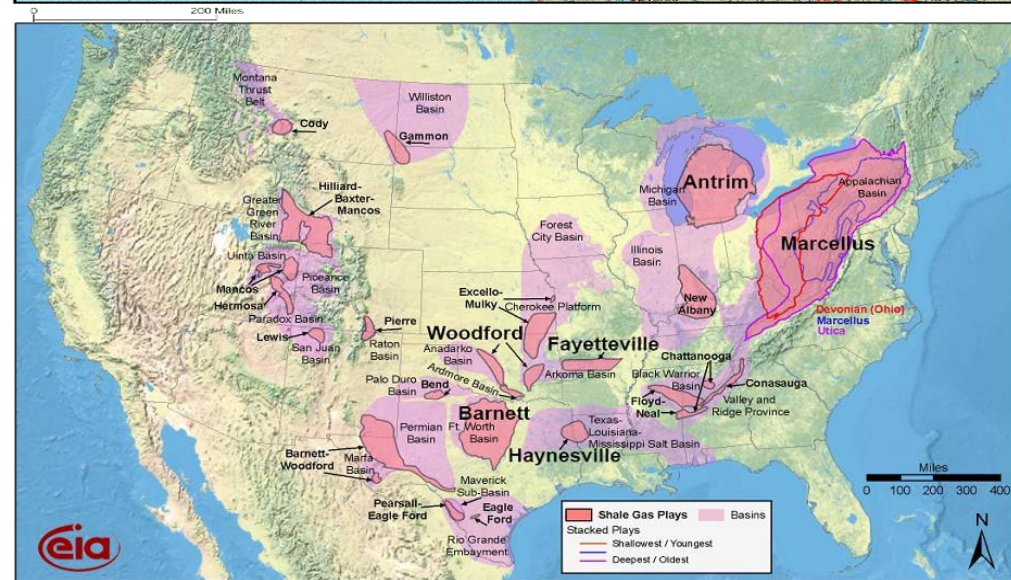 0
200 Miles
Montana
Thrust
Belt
Cody
Williston
Basin
Gammon
Hilliard-
Baxter-
Mancos
Greater
Green
River
Basin
Uinta Basin
Piceance
Basin
Mancos
Hermosa
Paradox Basin
Lewis
San Juan
Basin
Pierre
Raton
Basin
Forest
City Basin
Excello-
Mulky
Cherokee Platform
Woodford
Anadarko
Basin
Ardmore Basin
Palo Duro
Basin
Bend
Fayetteville
Arkoma Basin
Michigan
Basin
Antrim
Illinois
Basin
New
Albany
Appalachian
Basin
Marcellus
Devonian (Ohio)
Marcellus
Utica
Chattanooga
Black Warrior
Basin
Conasauga
Floyd-
Neal
Valley and
Ridge Province
Barnett
Permian
Basin
Ft. Worth
Basin
Texas-
Louisiana-
Mississippi Salt Basin
Haynesville
Barnett-
Woodford
Marfa
Basin
Maverick
Sub-Basin
Pearsall-
Eagle Ford
Eagle
Ford
Rio Grande
Embayment
Shale Gas Plays
Basins
Stacked Plays
Shallowest / Youngest
Deepest / Oldest
Miles
0 100 200 300 400
N
eia